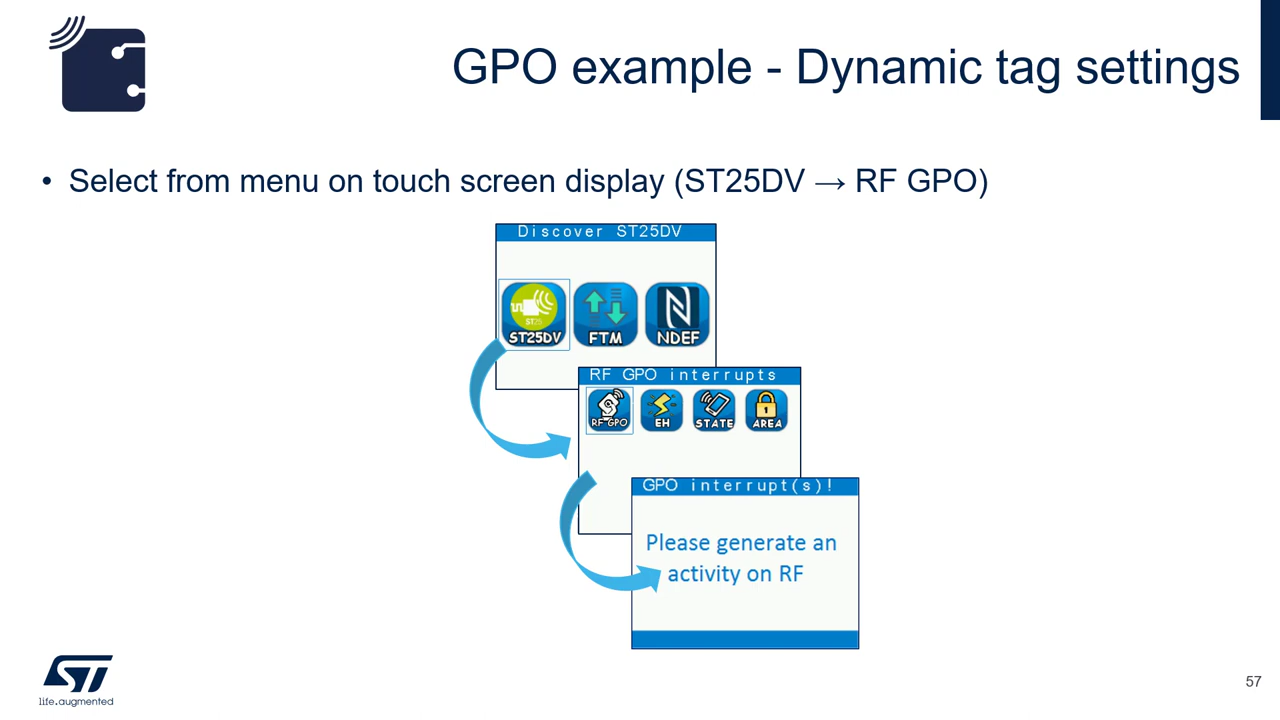 GPO example - Dynamic tag settings
• Select from menu on touch screen display (ST25DV → RF GPO)
Discover ST25DV
ST25
ST25DV
FTM
NDEF
RF GPO interrupts
RF GPO
EH
STATE
AREA
GPO interrupt(s)!
Please generate an
activity on RF
ST
life.augmented
57